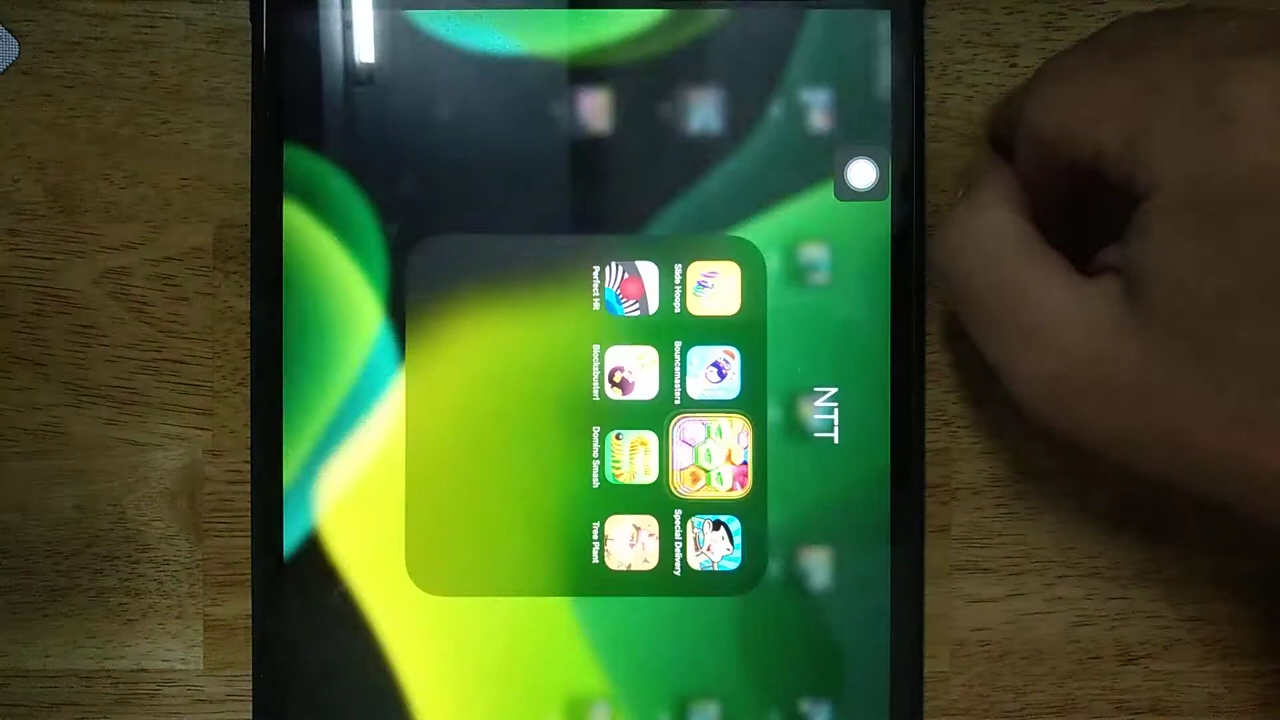 NTT
Slide Hoops
Bouncemasters
Special Delivery
Perfect Hit
Blockbuster!
Domino Smash
Tree Plant